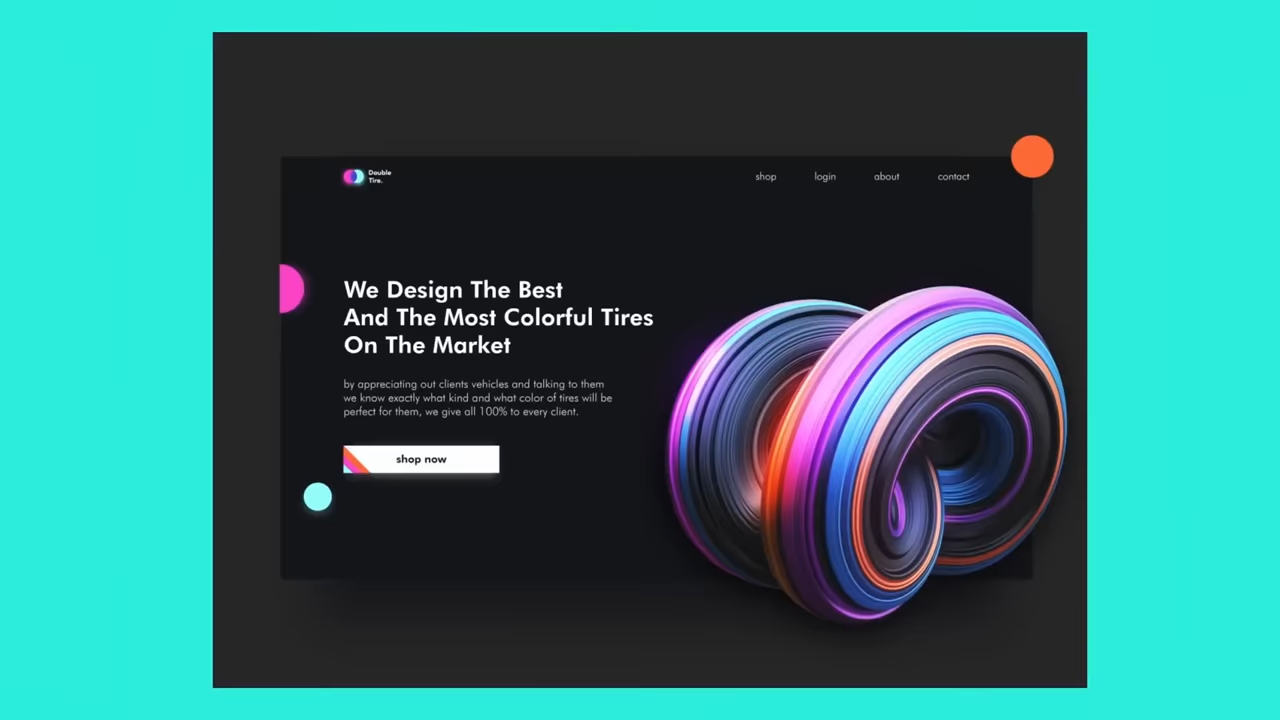 Double
Tire.
shop login about contact
We Design The Best
And The Most Colorful Tires
On The Market
by appreciating out clients vehicles and talking to them
we know exactly what kind and what color of tires will be
perfect for them, we give all 100% to every client.
shop now